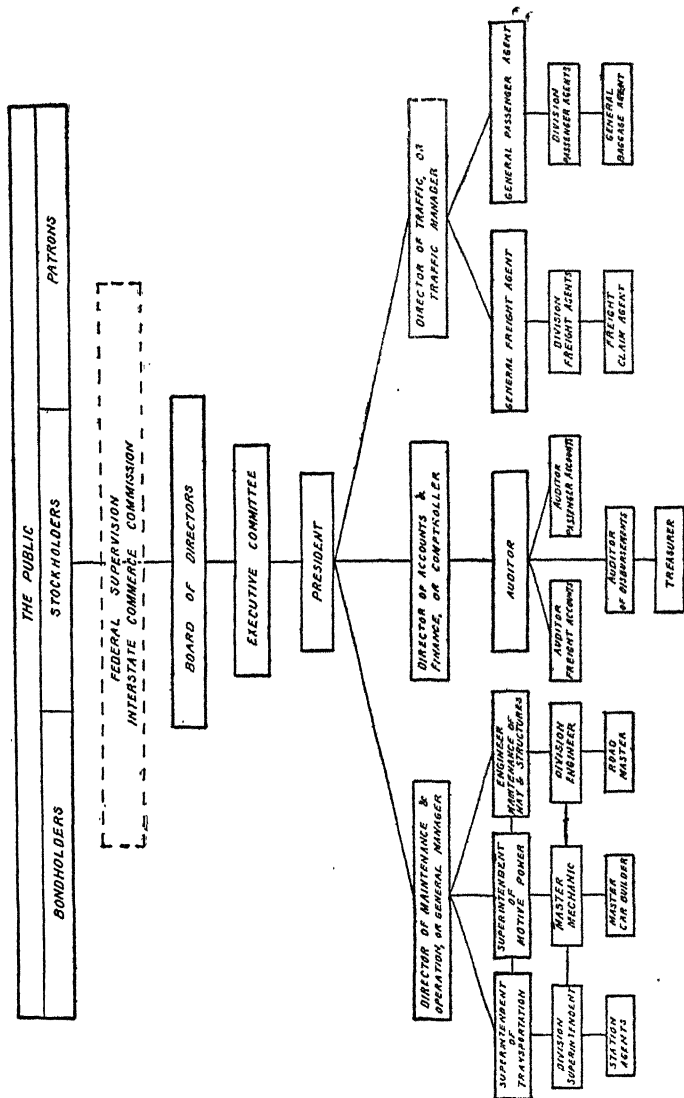 THE PUBLIC
BONDHOLDERS
STOCKHOLDERS
PATRONS
FEDERAL SUPERVISION
INTERSTATE COMMERCE COMMISSION
BOARD OF DIRECTORS
EXECUTIVE COMMITTEE
PRESIDENT
DIRECTOR OF MAINTENANCE &
OPERATION, OR GENERAL MANAGER
DIRECTOR OF ACCOUNTS &
FINANCE, OR COMPTROLLER
DIRECTOR OF TRAFFIC, OR
TRAFFIC MANAGER
SUPERINTENDENT
OF
TRANSPORTATION
SUPERINTENDENT
OF
MOTIVE POWER
ENGINEER
MAINTENANCE OF
WAY & STRUCTURES
AUDITOR
GENERAL FREIGHT AGENT
GENERAL PASSENGER AGENT
DIVISION
SUPERINTENDENT
MASTER
MECHANIC
DIVISION
ENGINEER
AUDITOR
FREIGHT ACCOUNTS
AUDITOR
PASSENGER ACCOUNTS
DIVISION
FREIGHT AGENTS
DIVISION
PASSENGER AGENTS
STATION
AGENTS
MASTER
CAR BUILDER
ROAD
MASTER
AUDITOR
OF DISBURSEMENTS
FREIGHT
CLAIM AGENT
GENERAL
BAGGAGE AGENT
TREASURER